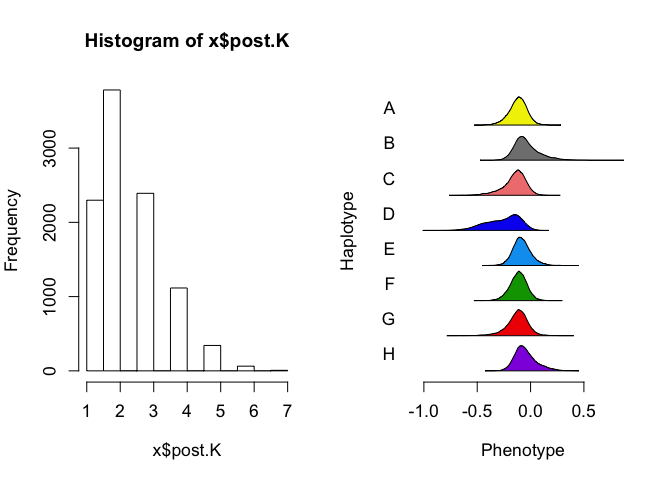 Histogram of x$post.K
Frequency
0
1000
2000
3000
1 2 3 4 5 6 7
x$post.K
Haplotype
A
B
C
D
E
F
G
H
-1.0 -0.5 0.0 0.5
Phenotype